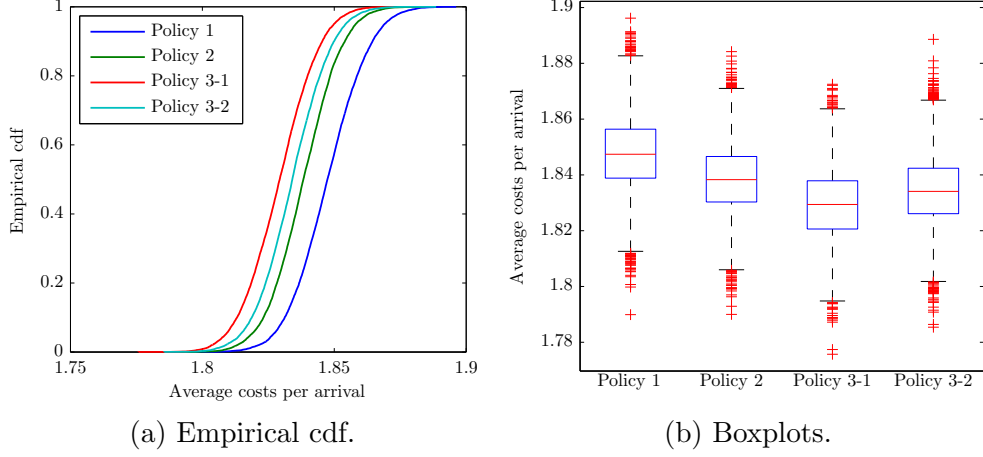 1
0.8
0.6
0.4
0.2
0
Empirical cdf
Policy 1
Policy 2
Policy 3-1
Policy 3-2
1.75
1.8
1.85
1.9
Average costs per arrival
(a) Empirical cdf.
1.9
1.88
1.86
1.84
1.82
1.8
1.78
Average costs per arrival
Policy 1
Policy 2
Policy 3-1
Policy 3-2
(b) Boxplots.